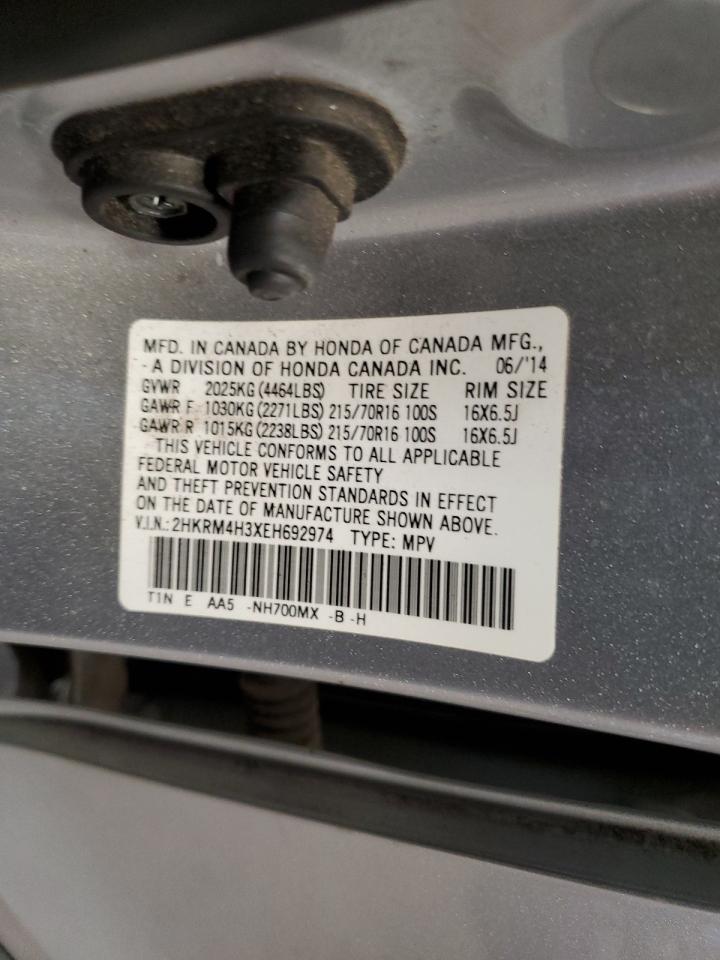 MFD. IN CANADA BY HONDA OF CANADA MFG.,
- A DIVISION OF HONDA CANADA INC. 06/'14
GVWR 2025KG (4464LBS) TIRE SIZE RIM SIZE
GAWR F 1030KG (2271LBS) 215/70R16 100S 16X6.5J
GAWR R 1015KG (2238LBS) 215/70R16 100S 16X6.5J
THIS VEHICLE CONFORMS TO ALL APPLICABLE
FEDERAL MOTOR VEHICLE SAFETY
AND THEFT PREVENTION STANDARDS IN EFFECT
ON THE DATE OF MANUFACTURE SHOWN ABOVE.
V.I.N.: 2HKRM4H3XEH692974 TYPE: MPV
T1N E AA5 -NH700MX -B -H